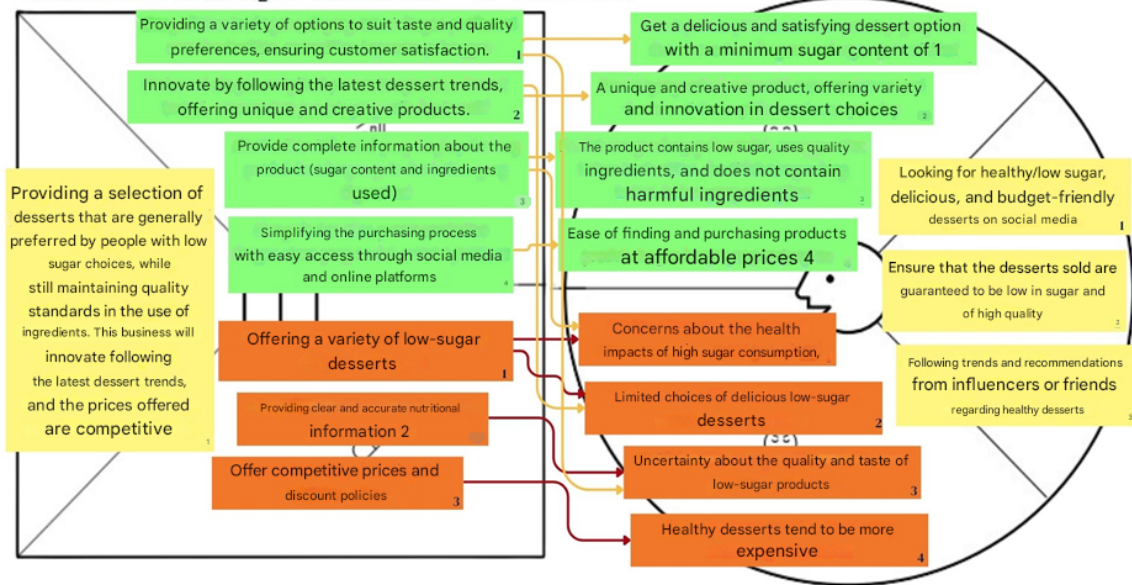 Providing a variety of options to suit taste and quality
preferences, ensuring customer satisfaction.
1
Innovate by following the latest dessert trends,
offering unique and creative products.
2
Provide complete information about the
product (sugar content and ingredients
used)
3
Simplifying the purchasing process
with easy access through social media
and online platforms
4
Providing a selection of
desserts that are generally
preferred by people with low
sugar choices, while
still maintaining quality
standards in the use of
ingredients. This business will
innovate following
the latest dessert trends,
and the prices offered
are competitive
1
Offering a variety of low-sugar
desserts
1
Providing clear and accurate nutritional
information 2
Offer competitive prices and
discount policies
3
Get a delicious and satisfying dessert option
with a minimum sugar content of 1
A unique and creative product, offering variety
and innovation in dessert choices
2
The product contains low sugar, uses quality
ingredients, and does not contain
harmful ingredients
3
Ease of finding and purchasing products
at affordable prices 4
Concerns about the health
impacts of high sugar consumption,
Limited choices of delicious low-sugar
desserts
2
Uncertainty about the quality and taste of
low-sugar products
3
Healthy desserts tend to be more
expensive
4
Looking for healthy/low sugar,
delicious, and budget-friendly
desserts on social media
1
Ensure that the desserts sold are
guaranteed to be low in sugar and
of high quality
2
Following trends and recommendations
from influencers or friends
regarding healthy desserts
3